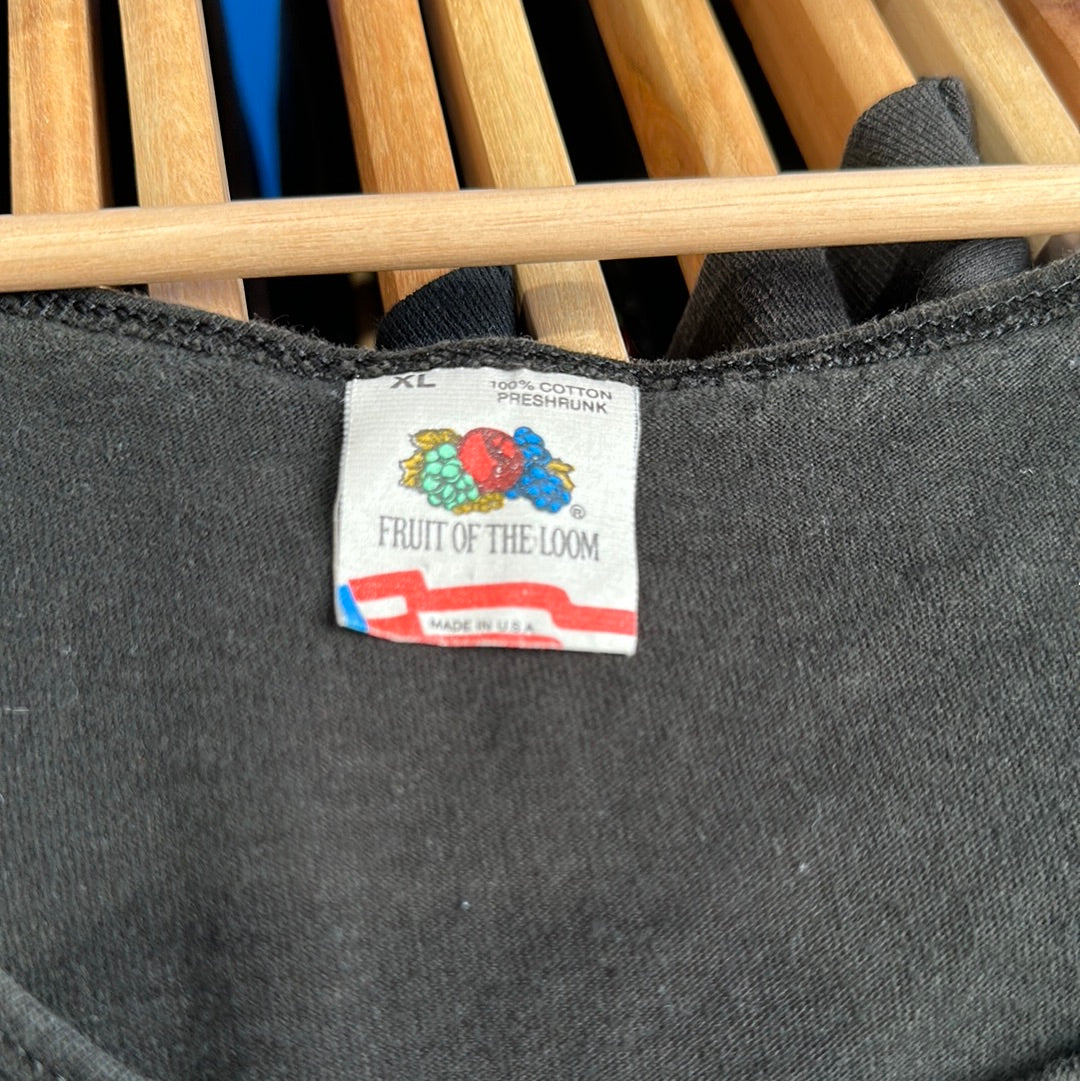 XL
100% COTTON
PRESHRUNK
®
FRUIT OF THE LOOM
MADE IN U.S.A.